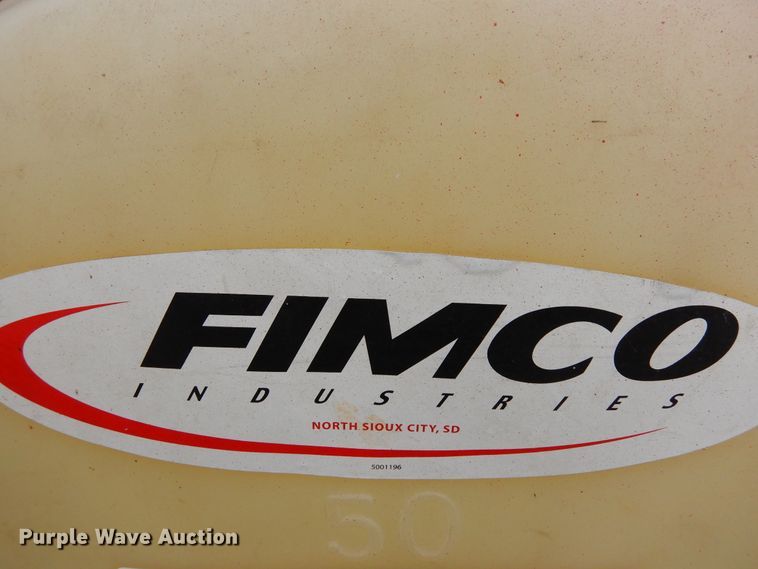 FIMCO
INDUSTRIES
NORTH SIOUX CITY, SD
5001196
50
Purple Wave Auction